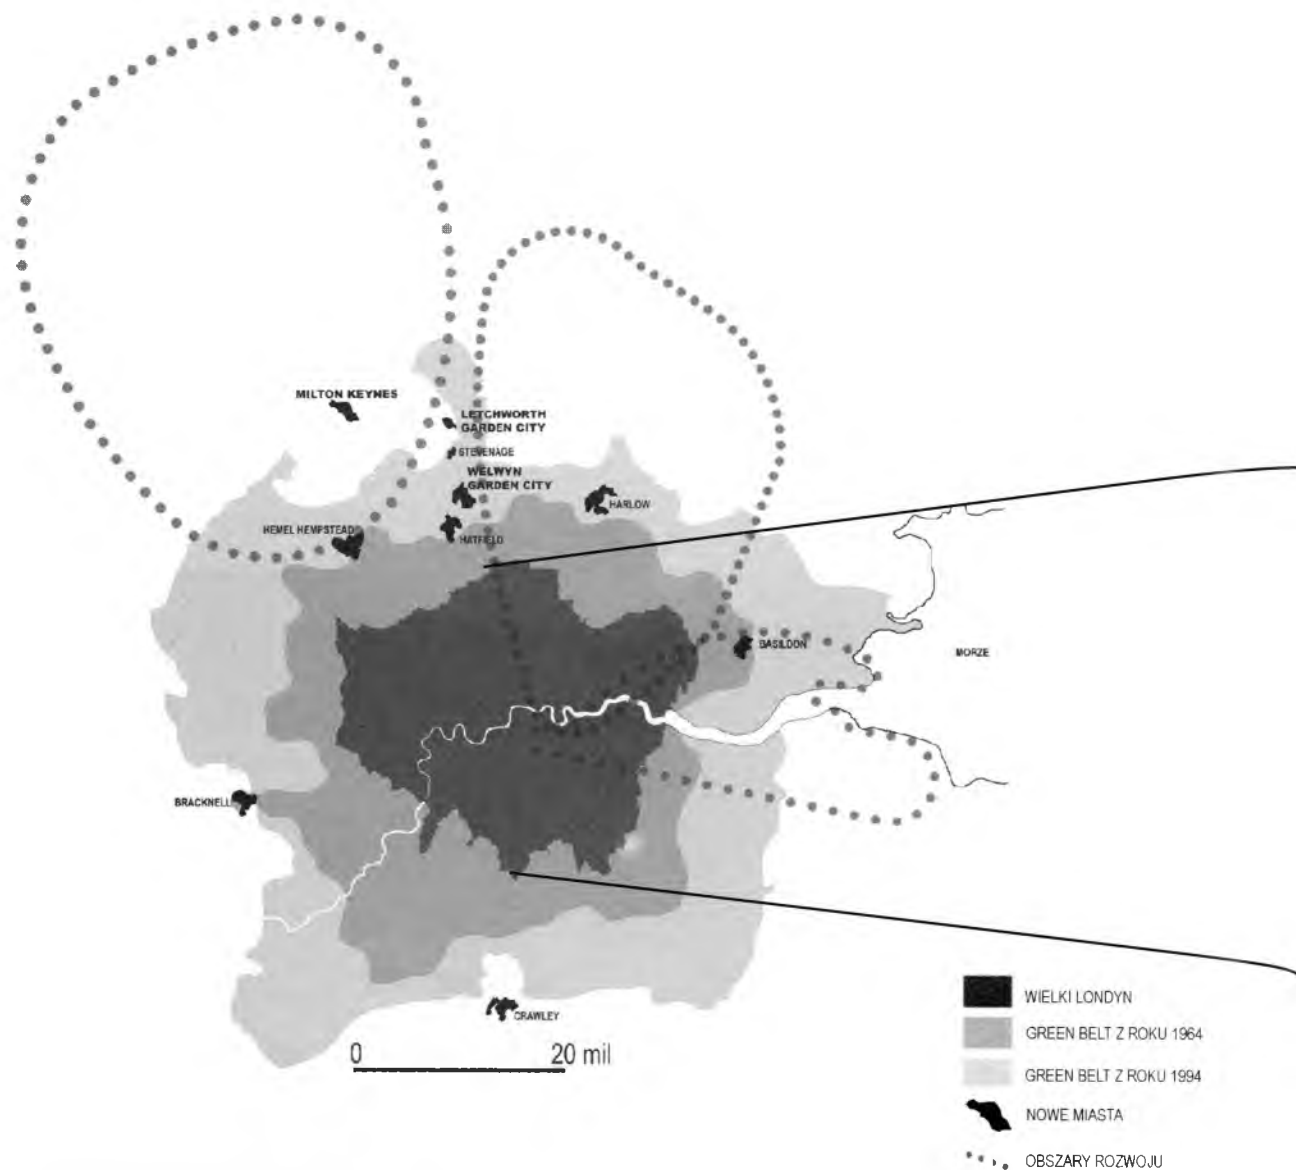 MILTON KEYNES
LETCHWORTH
GARDEN CITY
STEVENAGE
WELWYN
GARDEN CITY
HARLOW
HEMEL HEMPSTEAD
HATFIELD
BASILDON
MORZE
BRACKNELL
CRAWLEY
0 20 mil
WIELKI LONDYN
GREEN BELT Z ROKU 1964
GREEN BELT Z ROKU 1994
NOWE MIASTA
OBSZARY ROZWOJU